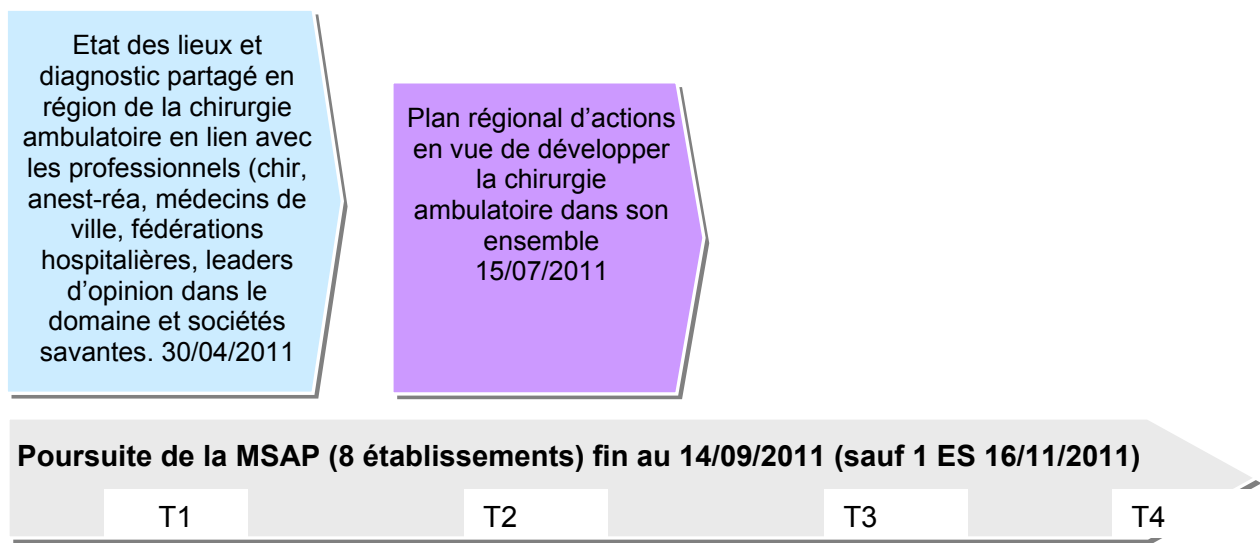 Etat des lieux et
diagnostic partagé en
région de la chirurgie
ambulatoire en lien avec
les professionnels (chir,
anest-réa, médecins de
ville, fédérations
hospitalières, leaders
d’opinion dans le
domaine et sociétés
savantes. 30/04/2011
Plan régional d’actions
en vue de développer
la chirurgie
ambulatoire dans son
ensemble
15/07/2011
Poursuite de la MSAP (8 établissements) fin au 14/09/2011 (sauf 1 ES 16/11/2011)
T1 T2 T3 T4